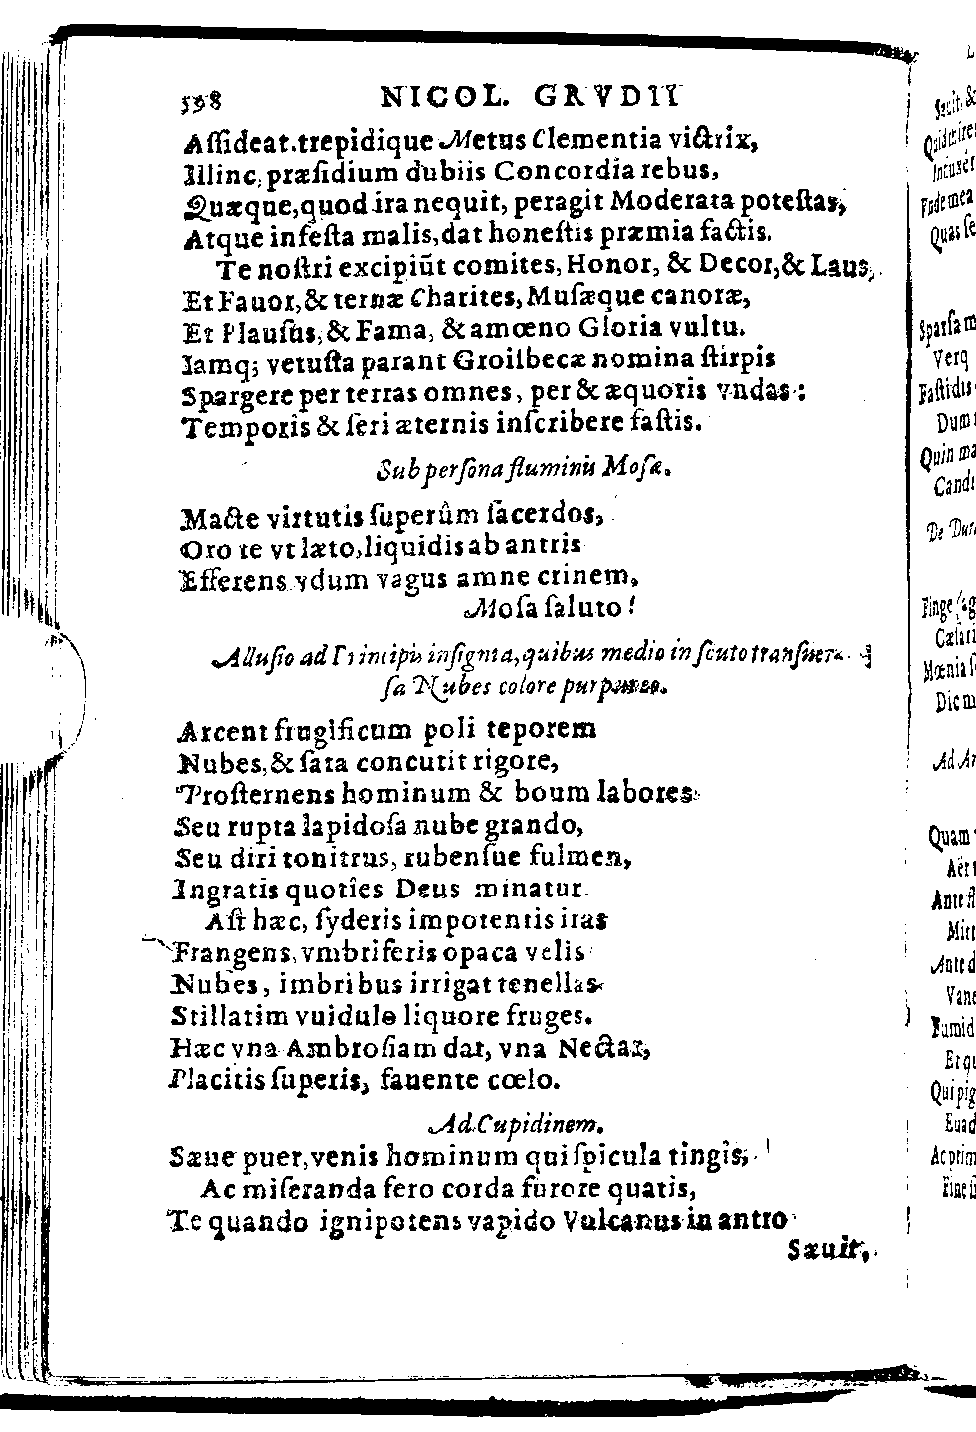 598 NICOL. GRVDII
Aſſideat. trepidique Metus Clementia victrix,
Illinc, præſidium dubiis Concordia rebus,
Quæque, quod ira nequit, peragit Moderata poteſtas,
Atque infeſta malis, dat honeſtis præmia factis.
Te noſtri excipiũt comites, Honor, & Decor, & Laus,
Et Fauor, & ternæ Charites, Muſæque canoræ,
Et Plauſus, & Fama, & amœno Gloria vultu.
Iamq; vetuſta parant Groilbecæ nomina ſtirpis
Spargere per terras omnes, per & æquoris vndas:
Temporis & ſeri æternis inſcribere faſtis.
Sub perſona fluminis Moſæ.
Macte virtutis ſuperûm ſacerdos,
Oro te vt læto, liquidis ab antris
Efferens vdum vagus amne crinem,
Moſa ſaluto!
Alluſio ad Principis inſignia, quibus medio in ſcuto tranſuer-
ſa Nubes colore purpureo.
Arcent frugificum poli teporem
Nubes, & ſata concutit rigore,
Proſternens hominum & boum labores
Seu rupta lapidoſa nube grando,
Seu diri tonitrus, rubenſue fulmen,
Ingratis quoties Deus minatur.
Aſt hæc, ſyderis impotentis iras
Frangens, vmbriferis opaca velis
Nubes, imbribus irrigat tenellas
Stillatim vuidulo liquore fruges.
Hæc vna Ambroſiam dat, vna Nectar,
Placitis ſuperis, fauente cœlo.
Ad Cupidinem.
Sæue puer, venis hominum qui ſpicula tingis,
Ac miſeranda fero corda furore quatis,
Te quando ignipotens vapido Vulcanus in antro
Sæuit,